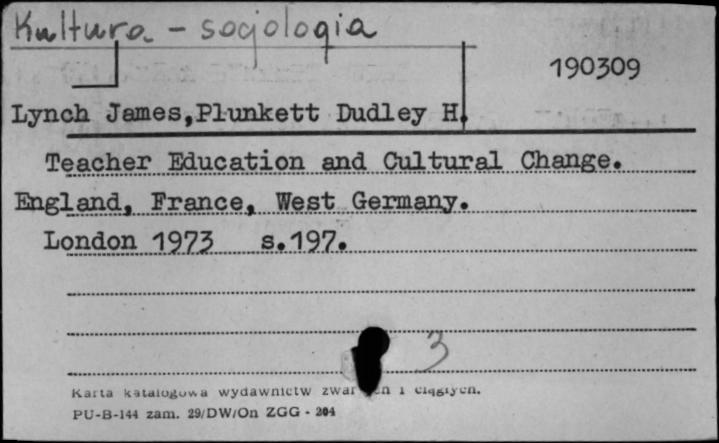 Kultura - socjologia
190309
Lynch James,Plunkett Dudley H.
Teacher Education and Cultural Change.
England, France, West Germany.
London 1973 s.197.
3
Karta katalogowa wydawnictw i ciągłych.
PU-B-144 zam. 29/DW/On ZGG - 204